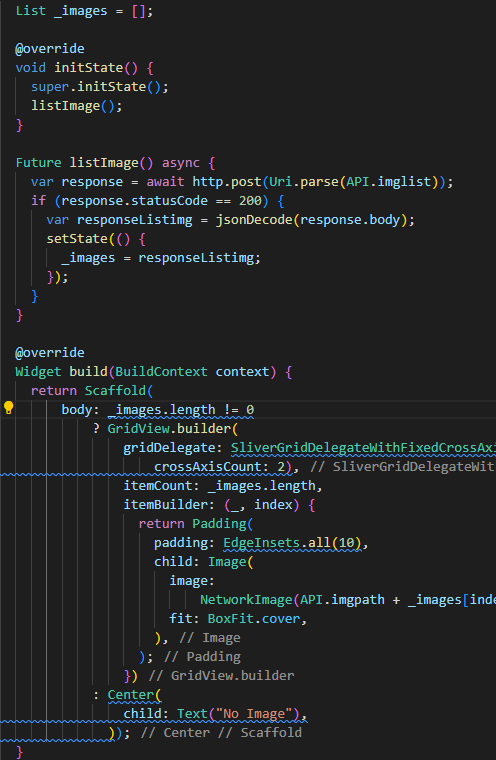 List _images = [];
@override
void initState() {
super.initState();
listImage();
}
Future listImage() async {
var response = await http.post(Uri.parse(API.imglist));
if (response.statusCode == 200) {
var responseListimg = jsonDecode(response.body);
setState(() {
_images = responseListimg;
});
}
}
@override
Widget build(BuildContext context) {
return Scaffold(
body: _images.length != 0
? GridView.builder(
gridDelegate: SliverGridDelegateWithFixedCrossAxi
crossAxisCount: 2), // SliverGridDelegateWit
itemCount: _images.length,
itemBuilder: (_, index) {
return Padding(
padding: EdgeInsets.all(10),
child: Image(
image:
NetworkImage(API.imgpath + _images[inde
fit: BoxFit.cover,
), // Image
); // Padding
}) // GridView.builder
: Center(
child: Text("No Image"),
)); // Center // Scaffold
}